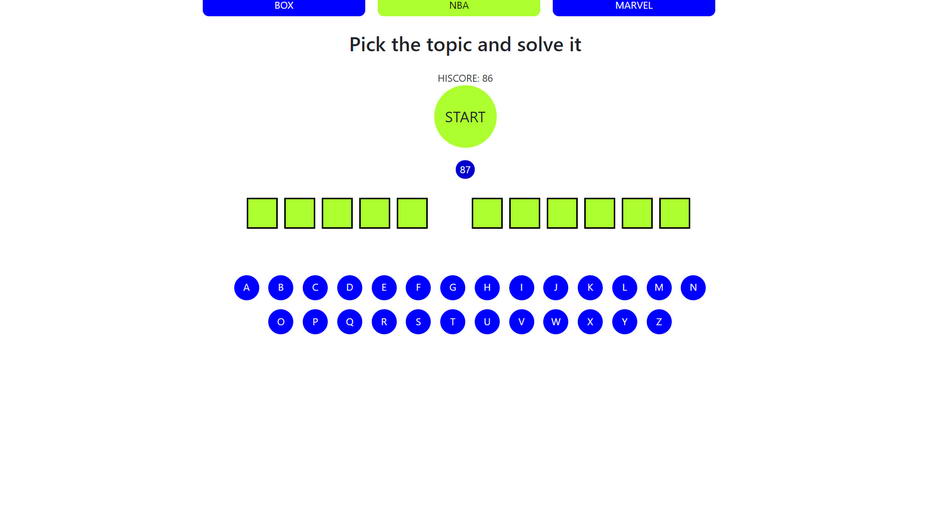 BOX NBA MARVEL
Pick the topic and solve it
HISCORE: 86
START
87
A B C D E F G H I J K L M N
O P Q R S T U V W X Y Z